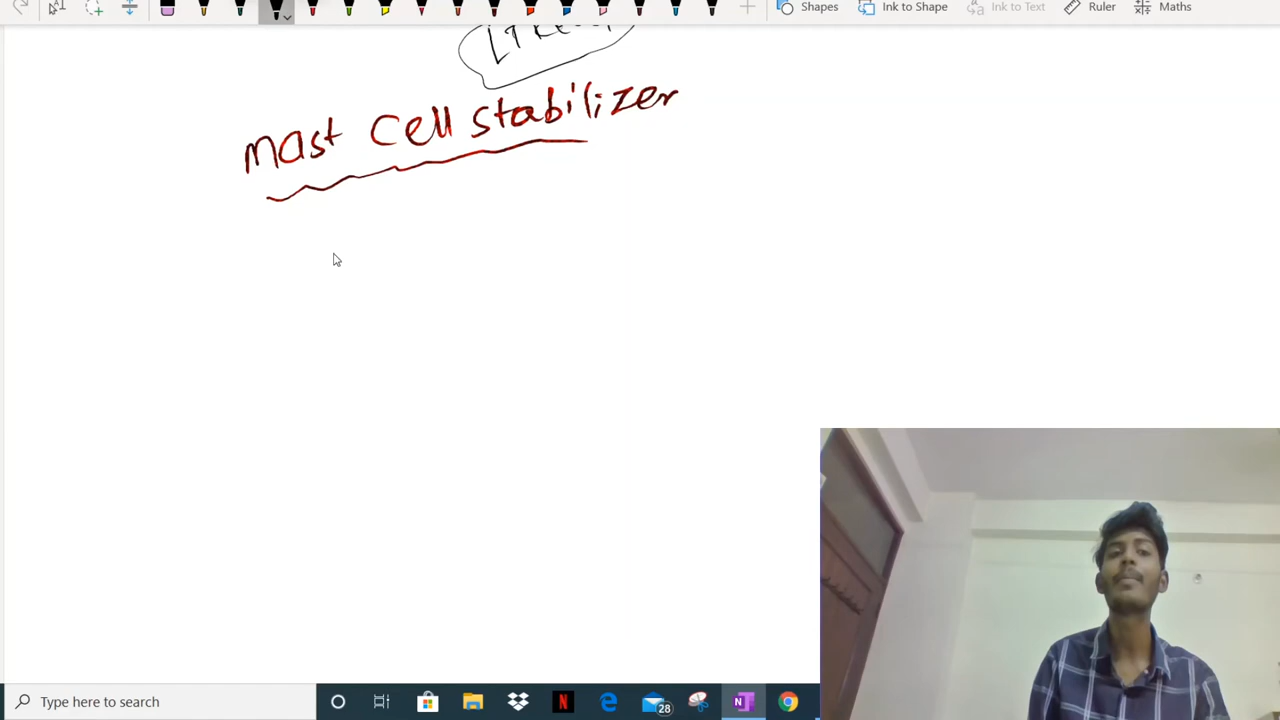 Shapes Ink to Shape Ink to Text Ruler Maths
mast cell stabilizer
Type here to search
28